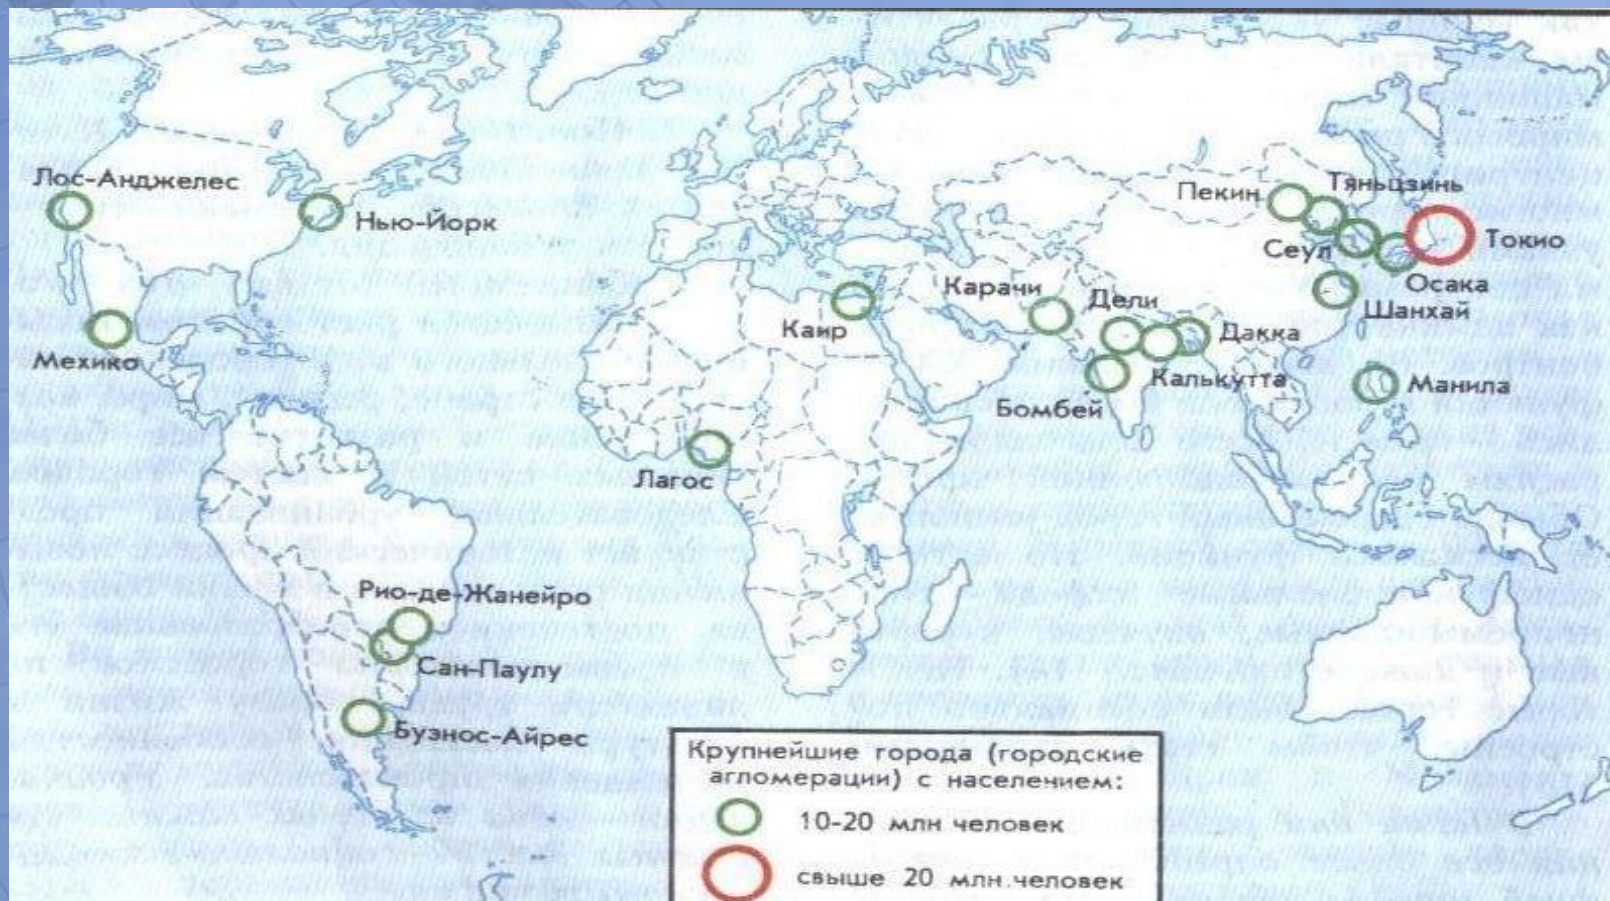 Лос-Анджелес
Нью-Йорк
Мехико
Рио-де-Жанейро
Сан-Паулу
Буэнос-Айрес
Каир
Лагос
Карачи
Дели
Дакка
Калькутта
Бомбей
Пекин
Тяньцзинь
Сеул
Токио
Осака
Шанхай
Манила
Крупнейшие города (городские
агломерации) с населением:
10-20 млн человек
свыше 20 млн.человек